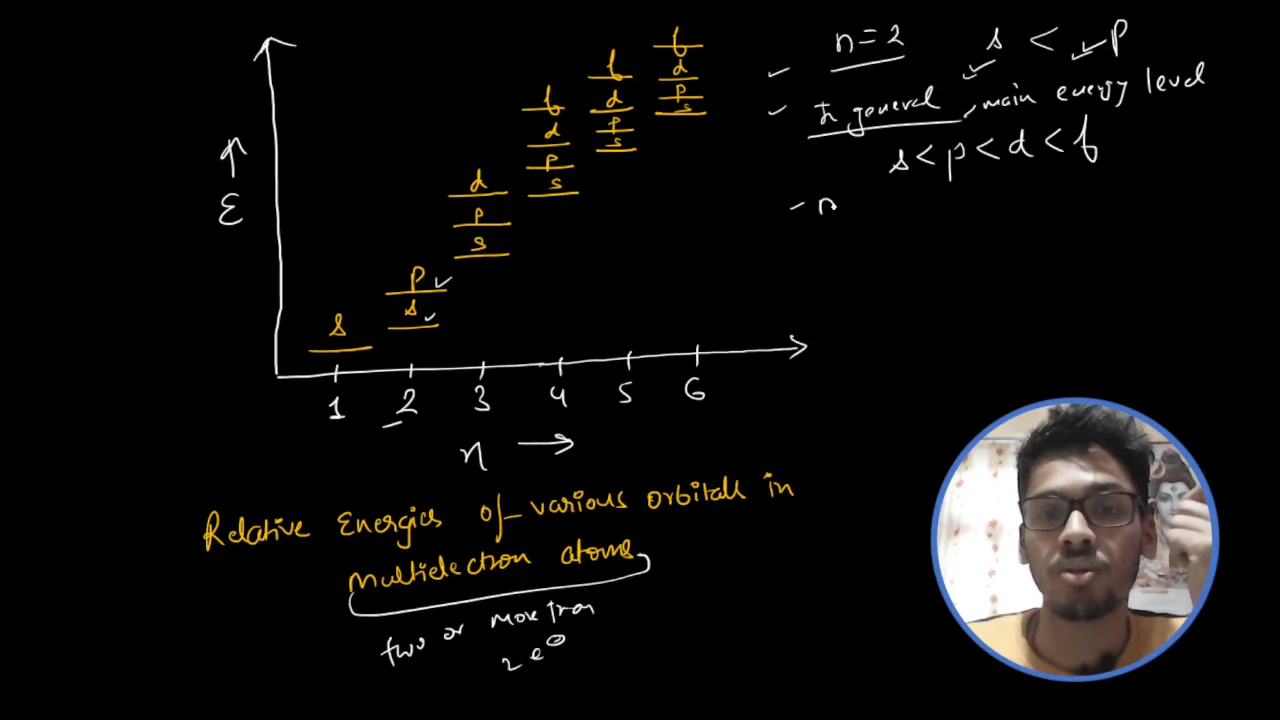 f
f
f
d
d
d
p
p
p
s
s
s
d
p
s
p
s
s
↑
ε
1 2 3 4 5 6
n →
Relative Energies of various orbitals in
Multielectron atoms
two or more than
2 e⊖
n = 2 s < p
In general, main energy level
s < p < d < f
- n